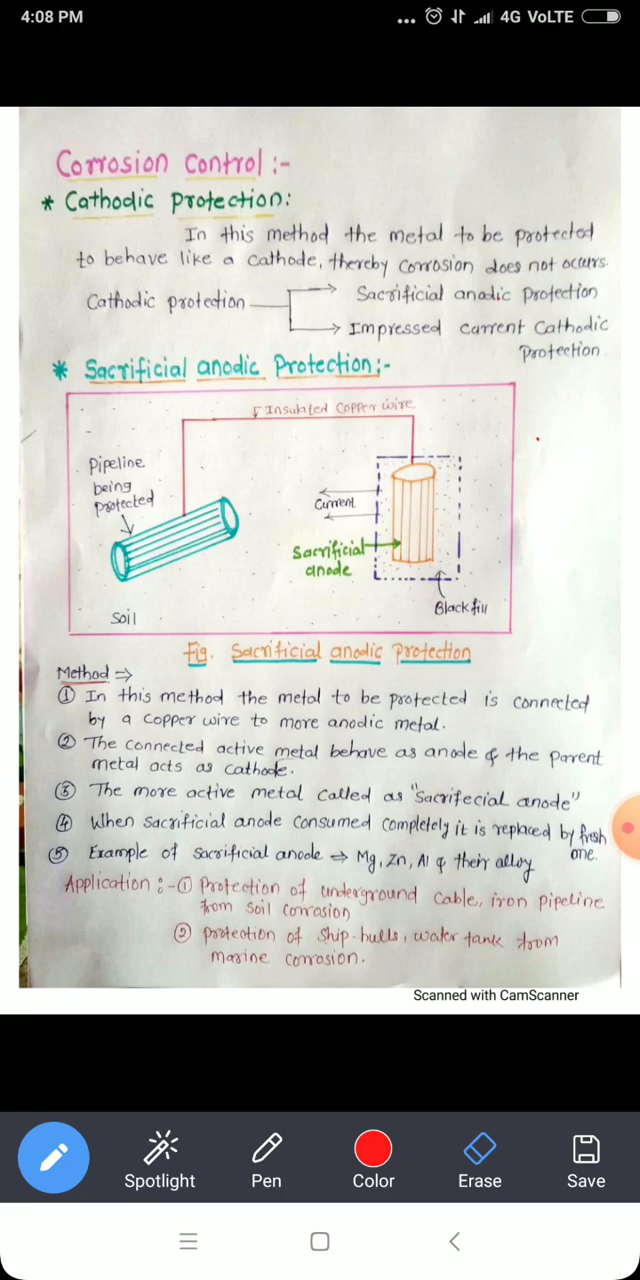 4:08 PM
... 4G VoLTE
Corrosion Control :-
* Cathodic Protection:
In this method the metal to be protected
to behave like a cathode, thereby corrosion does not occurs.
Cathodic protection
Sacrificial anodic Protection
Impressed current Cathodic
Protection
* Sacrificial anodic Protection:-
Insulated Copper wire
Pipeline
being
protected
Current
Sacrificial
anode
Soil
Blackfill
Fig. Sacrificial anodic protection
Method ⇒
① In this method the metal to be protected is connected
by a copper wire to more anodic metal.
② The connected active metal behave as anode & the parent
metal acts as cathode.
③ The more active metal called as "Sacrifecial anode"
④ When sacrificial anode consumed completely it is replaced by fresh
one.
⑤ Example of sacrificial anode ⇒ Mg, Zn, Al & their alloy
Application :- ① Protection of underground cable, iron pipeline
from soil corrosion
② protection of ship-hulls, water tank from
marine corrosion.
Scanned with CamScanner
Spotlight Pen Color Erase Save